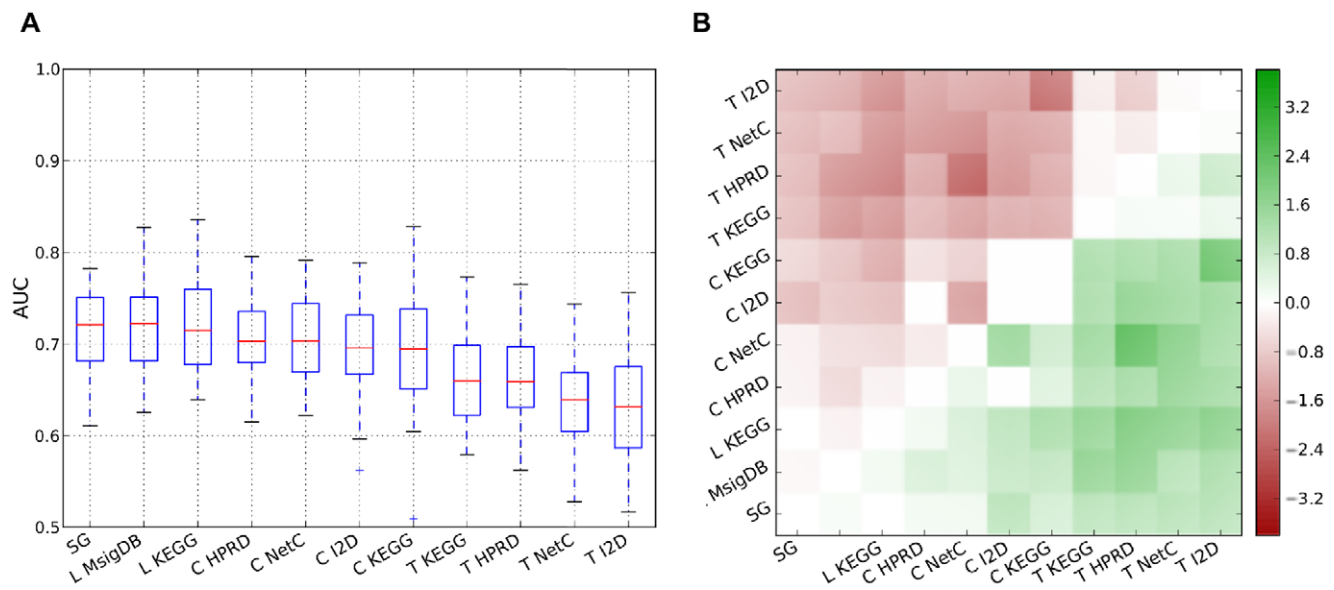 A
B
AUC
1.0
0.9
0.8
0.7
0.6
0.5
SG
L MsigDB
L KEGG
C HPRD
C NetC
C I2D
C KEGG
T KEGG
T HPRD
T NetC
T I2D
T I2D
T NetC
T HPRD
T KEGG
C KEGG
C I2D
C NetC
C HPRD
L KEGG
MsigDB
SG
SG
L KEGG
C HPRD
C NetC
C I2D
C KEGG
T KEGG
T HPRD
T NetC
T I2D
3.2
2.4
1.6
0.8
0.0
−0.8
−1.6
−2.4
−3.2